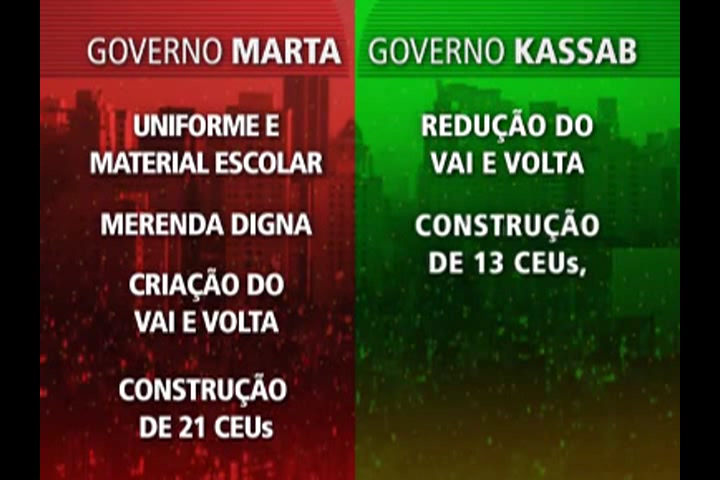 GOVERNO MARTA
UNIFORME E
MATERIAL ESCOLAR
MERENDA DIGNA
CRIAÇÃO DO
VAI E VOLTA
CONSTRUÇÃO
DE 21 CEUs
GOVERNO KASSAB
REDUÇÃO DO
VAI E VOLTA
CONSTRUÇÃO
DE 13 CEUs,